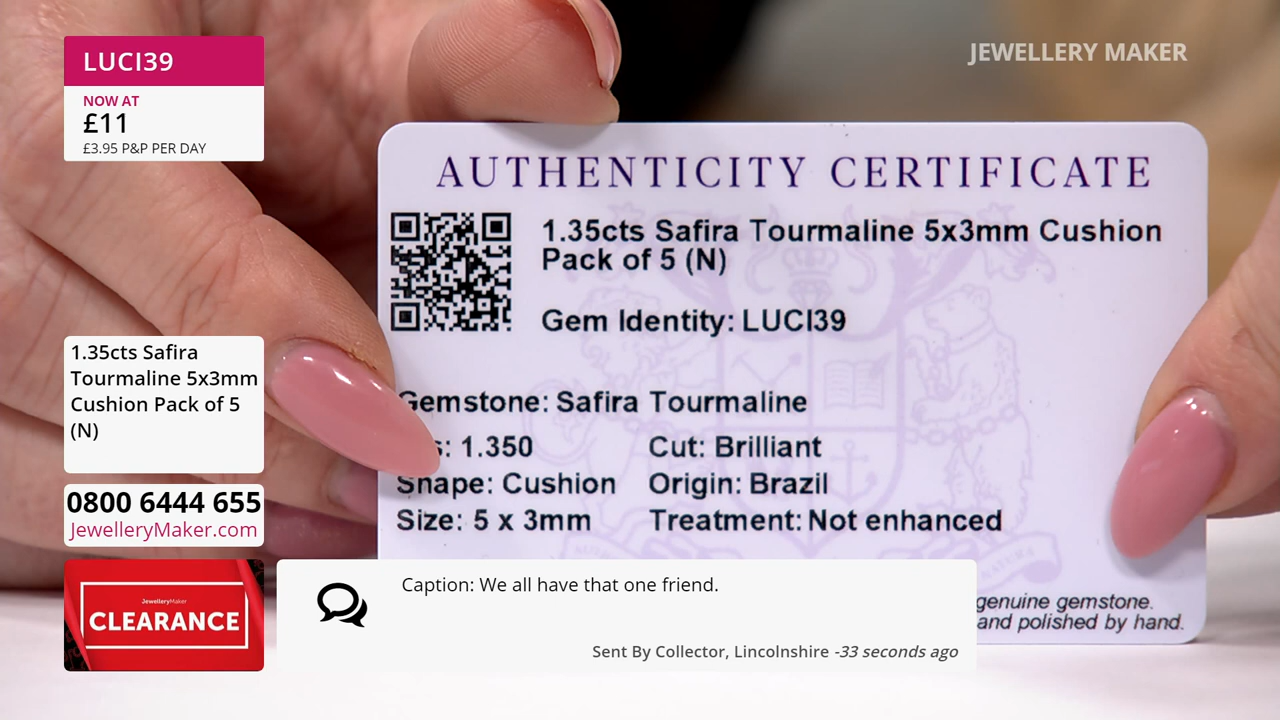 LUCI39
NOW AT
£11
£3.95 P&P PER DAY
JEWELLERY MAKER
AUTHENTICITY CERTIFICATE
1.35cts Safira Tourmaline 5x3mm Cushion
Pack of 5 (N)
Gem Identity: LUCI39
Gemstone: Safira Tourmaline
: 1.350 Cut: Brilliant
Shape: Cushion Origin: Brazil
Size: 5 x 3mm Treatment: Not enhanced
genuine gemstone.
and polished by hand.
1.35cts Safira
Tourmaline 5x3mm
Cushion Pack of 5
(N)
0800 6444 655
JewelleryMaker.com
JewelleryMaker
CLEARANCE
Caption: We all have that one friend.
Sent By Collector, Lincolnshire -33 seconds ago